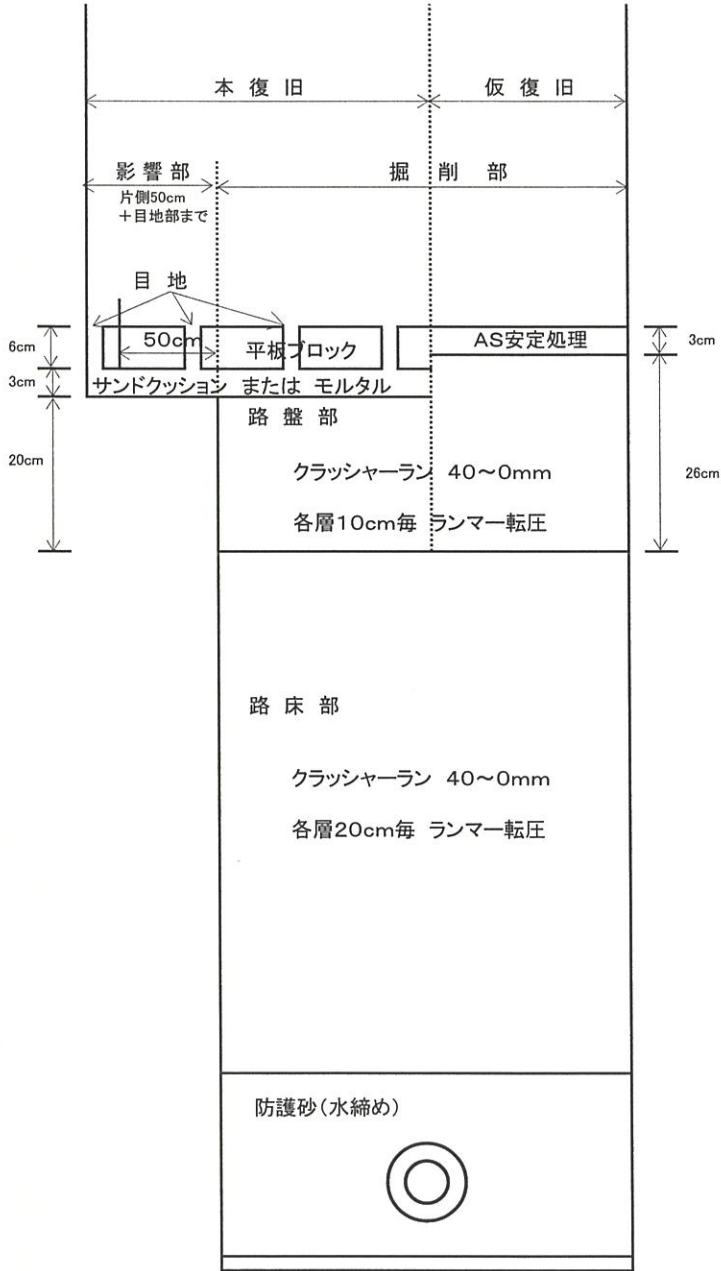 本復旧
仮復旧
影響部
掘削部
片側50cm
+目地部まで
目地
6cm
50cm
平板ブロック
AS安定処理
3cm
3cm
サンドクッション または モルタル
路盤部
20cm
クラッシャーラン 40～0mm
26cm
各層10cm毎 ランマー転圧
路床部
クラッシャーラン 40～0mm
各層20cm毎 ランマー転圧
防護砂(水締め)